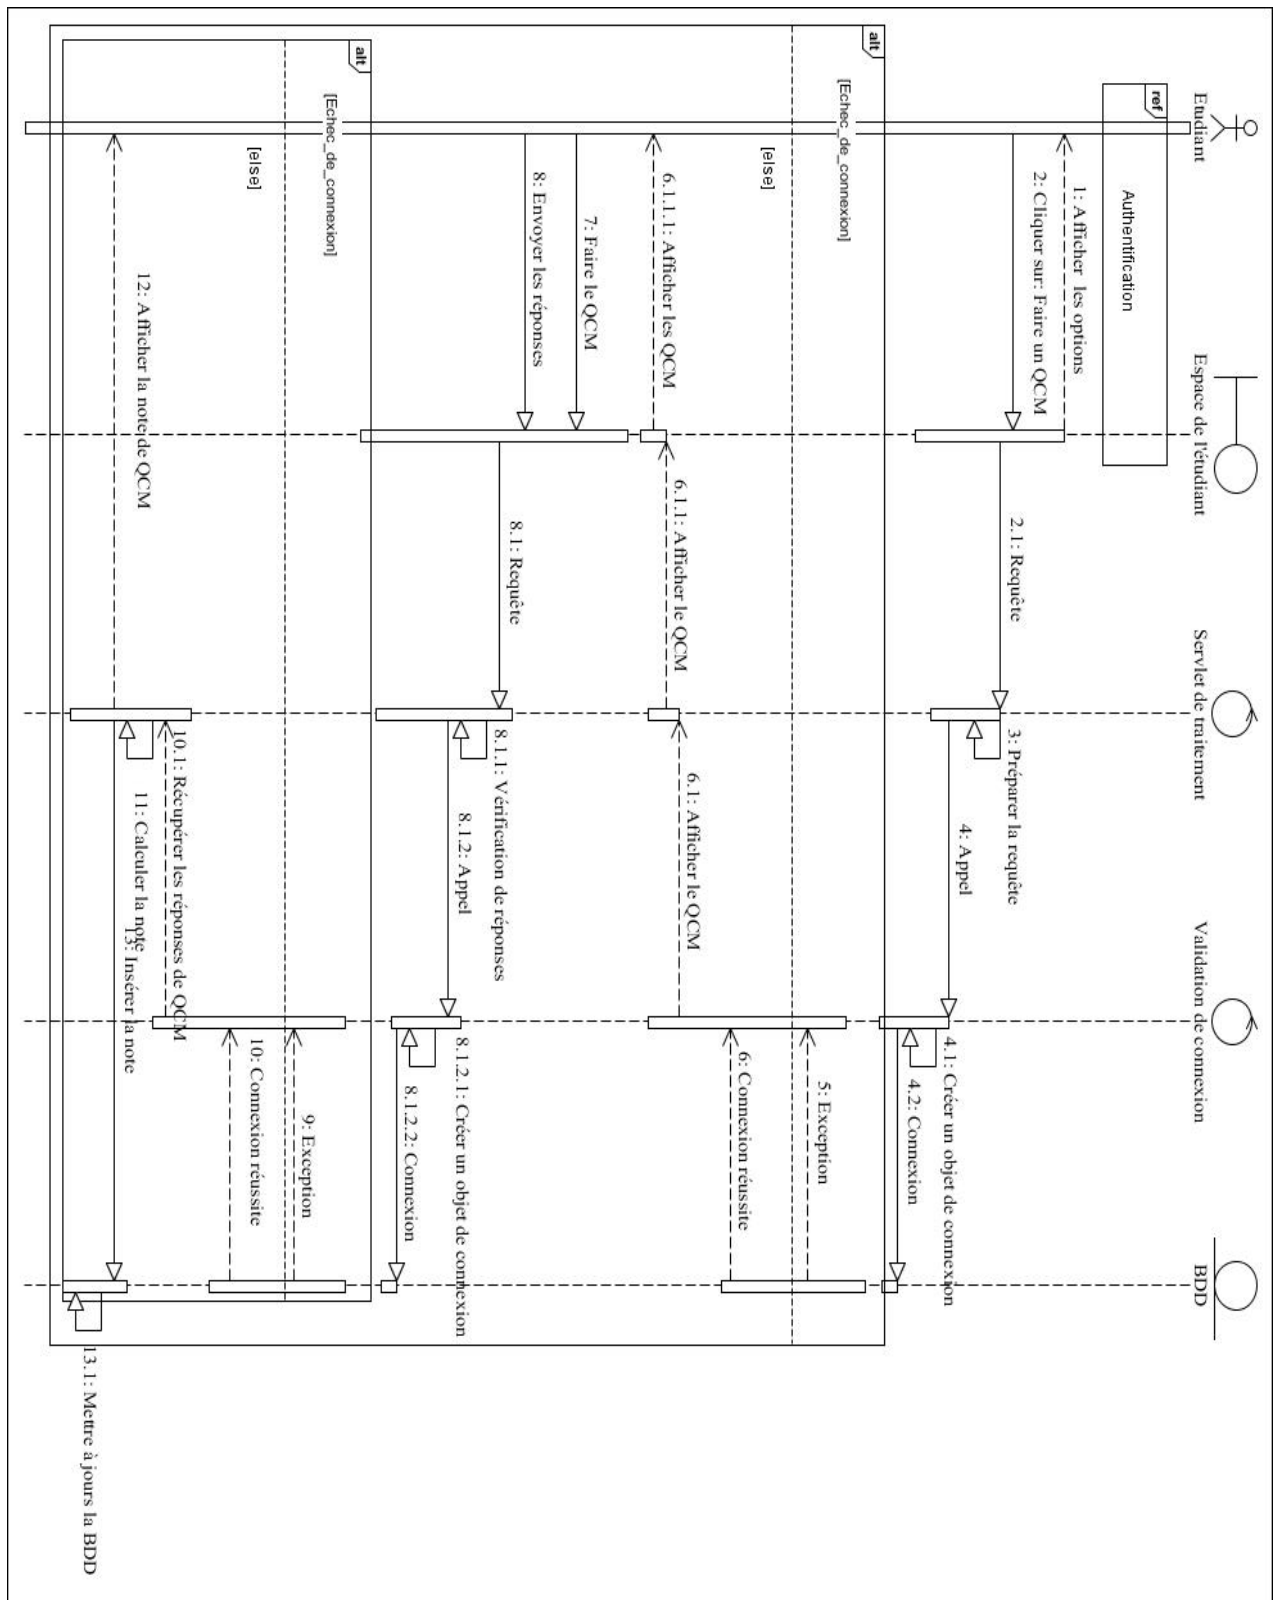 Etudiant
Espace de l'étudiant
Servlet de traitement
Validation de connexion
BDD
ref
Authentification
1: Afficher les options
2: Cliquer sur: Faire un QCM
2.1: Requête
3: Préparer la requête
4: Appel
4.1: Créer un objet de connexion
4.2: Connexion
alt
[Echec_de_connexion]
5: Exception
[else]
6: Connexion réussite
6.1: Afficher le QCM
6.1.1: Afficher le QCM
6.1.1.1: Afficher les QCM
7: Faire le QCM
8: Envoyer les réponses
8.1: Requête
8.1.1: Vérification de réponses
8.1.2: Appel
8.1.2.1: Créer un objet de connexion
8.1.2.2: Connexion
alt
[Echec_de_connexion]
9: Exception
[else]
10: Connexion réussite
10.1: Récupérer les réponses de QCM
11: Calculer la note
12: Afficher la note de QCM
13: Insérer la note
13.1: Mettre à jours la BDD